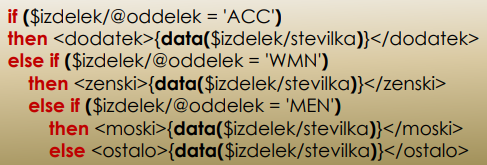 if ($izdelek/@oddelek = 'ACC')
then <dodatek>{data($izdelek/stevilka)}</dodatek>
else if ($izdelek/@oddelek = 'WMN')
then <zenski>{data($izdelek/stevilka)}</zenski>
else if ($izdelek/@oddelek = 'MEN')
then <moski>{data($izdelek/stevilka)}</moski>
else <ostalo>{data($izdelek/stevilka)}</ostalo>